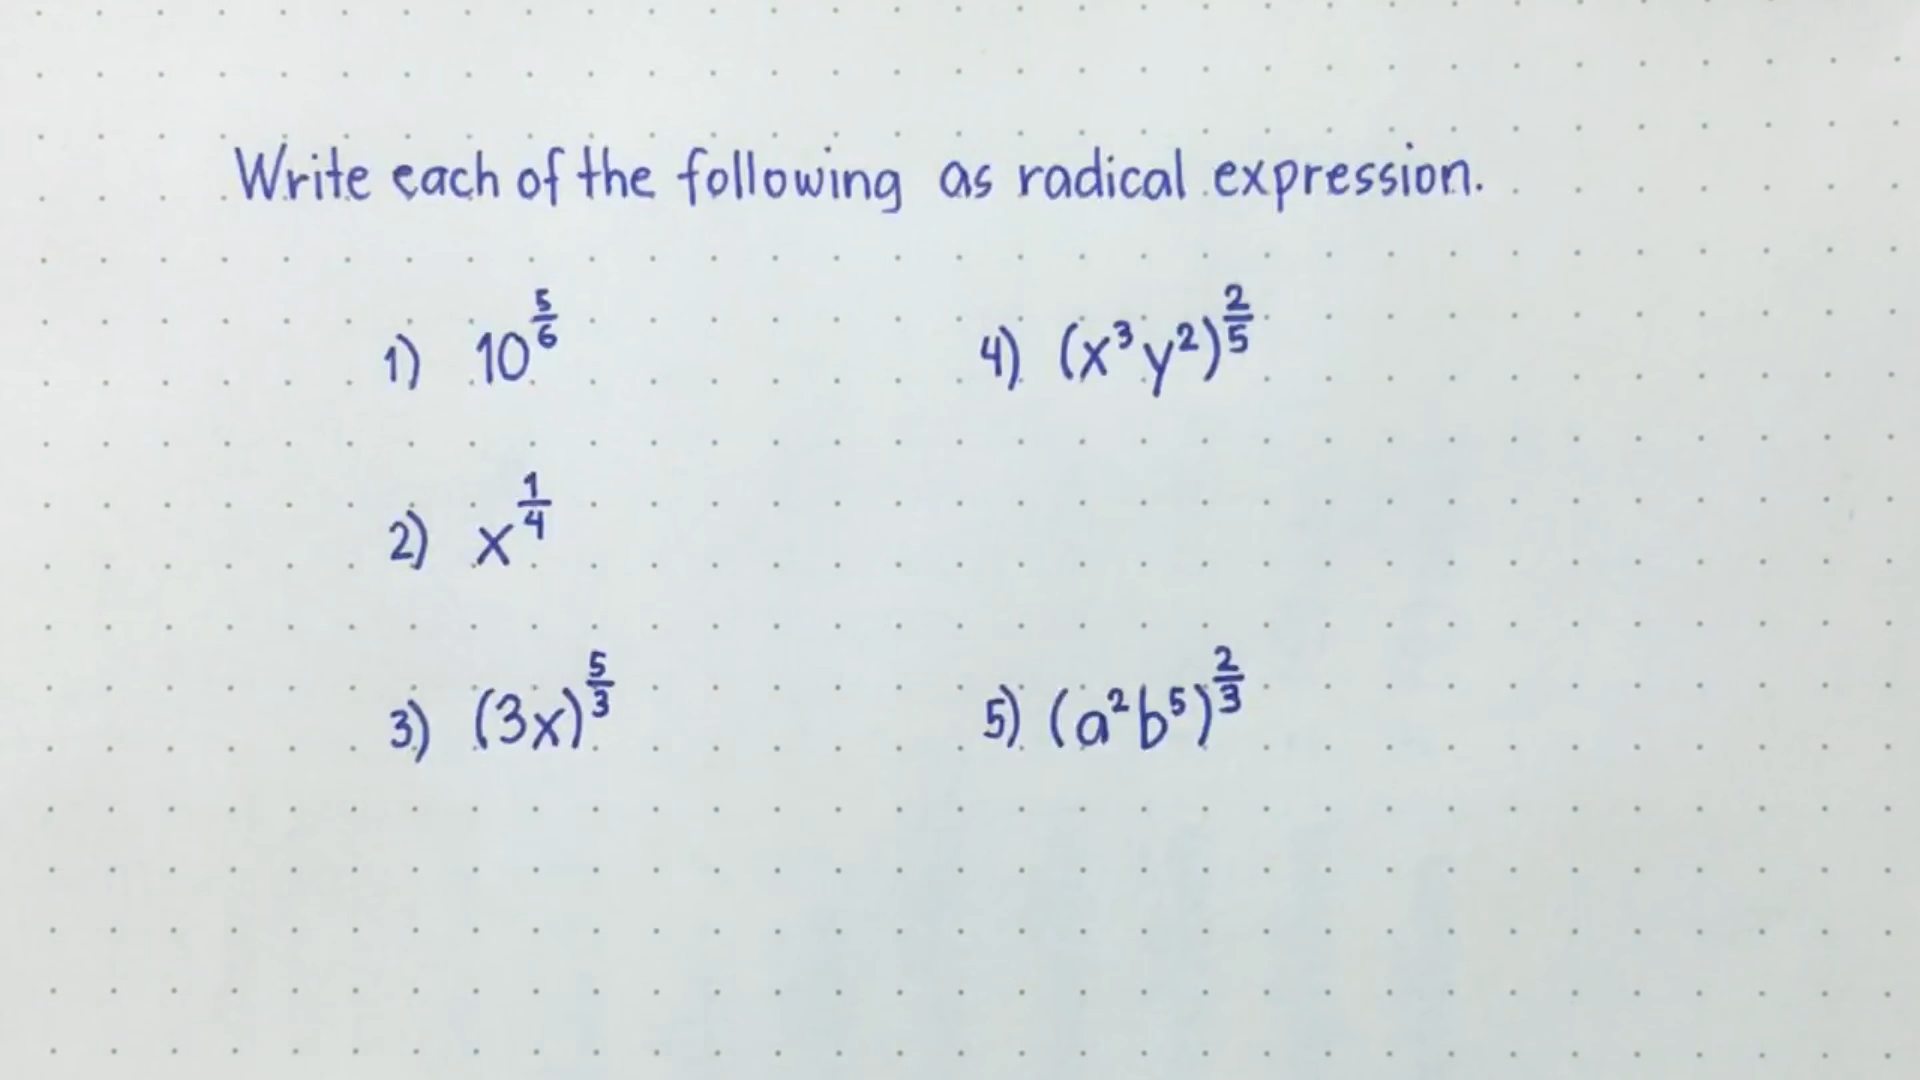 Write each of the following as radical expression.
1) 10^(5/6)
2) x^(1/4)
3) (3x)^(5/3)
4) (x³y²)^(2/5)
5) (a²b⁵)^(2/3)